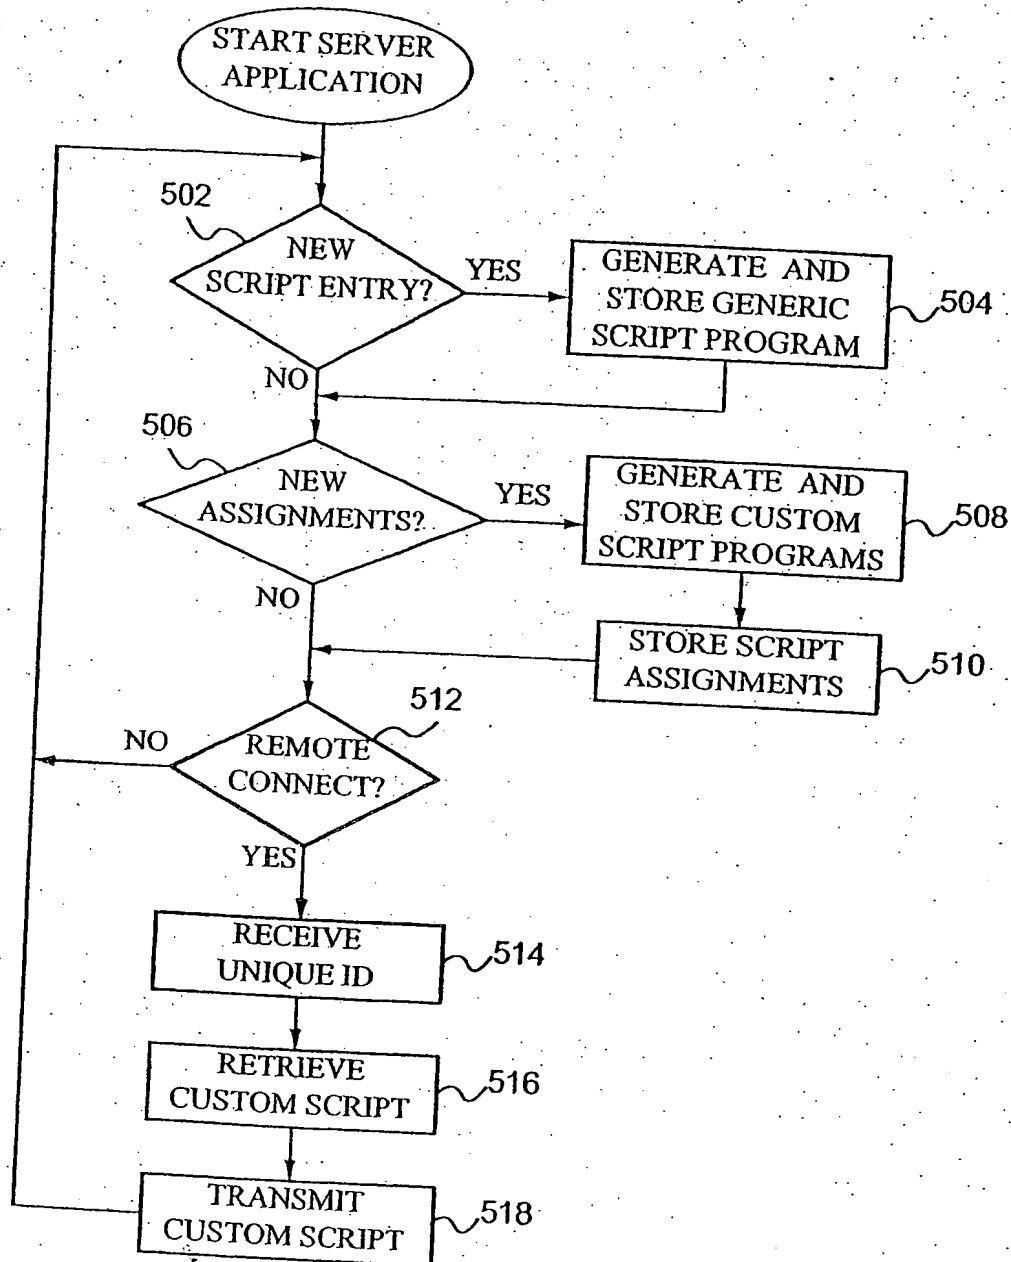 START SERVER
APPLICATION
502
NEW
SCRIPT ENTRY?
YES
GENERATE AND
STORE GENERIC
SCRIPT PROGRAM
504
NO
506
NEW
ASSIGNMENTS?
YES
GENERATE AND
STORE CUSTOM
SCRIPT PROGRAMS
508
NO
STORE SCRIPT
ASSIGNMENTS
510
512
NO
REMOTE
CONNECT?
YES
RECEIVE
UNIQUE ID
514
RETRIEVE
CUSTOM SCRIPT
516
TRANSMIT
CUSTOM SCRIPT
518